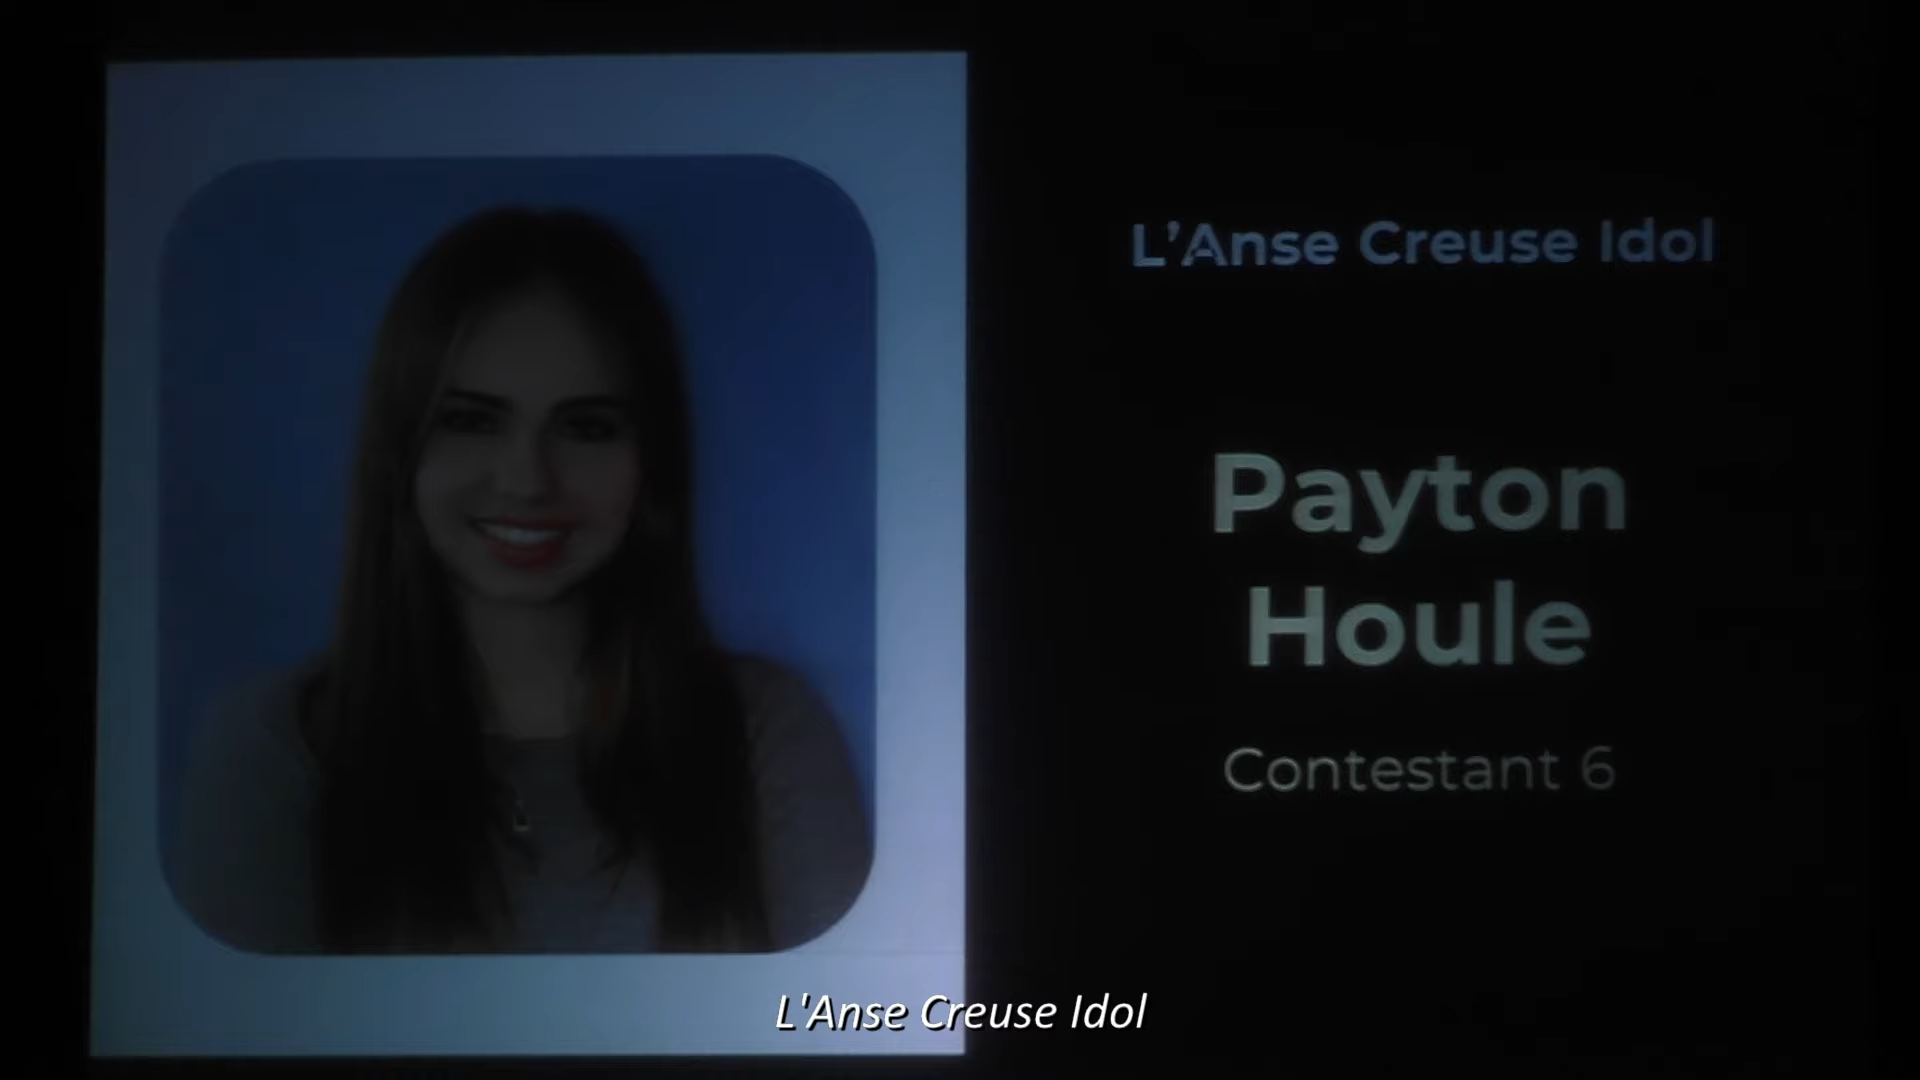 L’Anse Creuse Idol
Payton
Houle
Contestant 6
L'Anse Creuse Idol